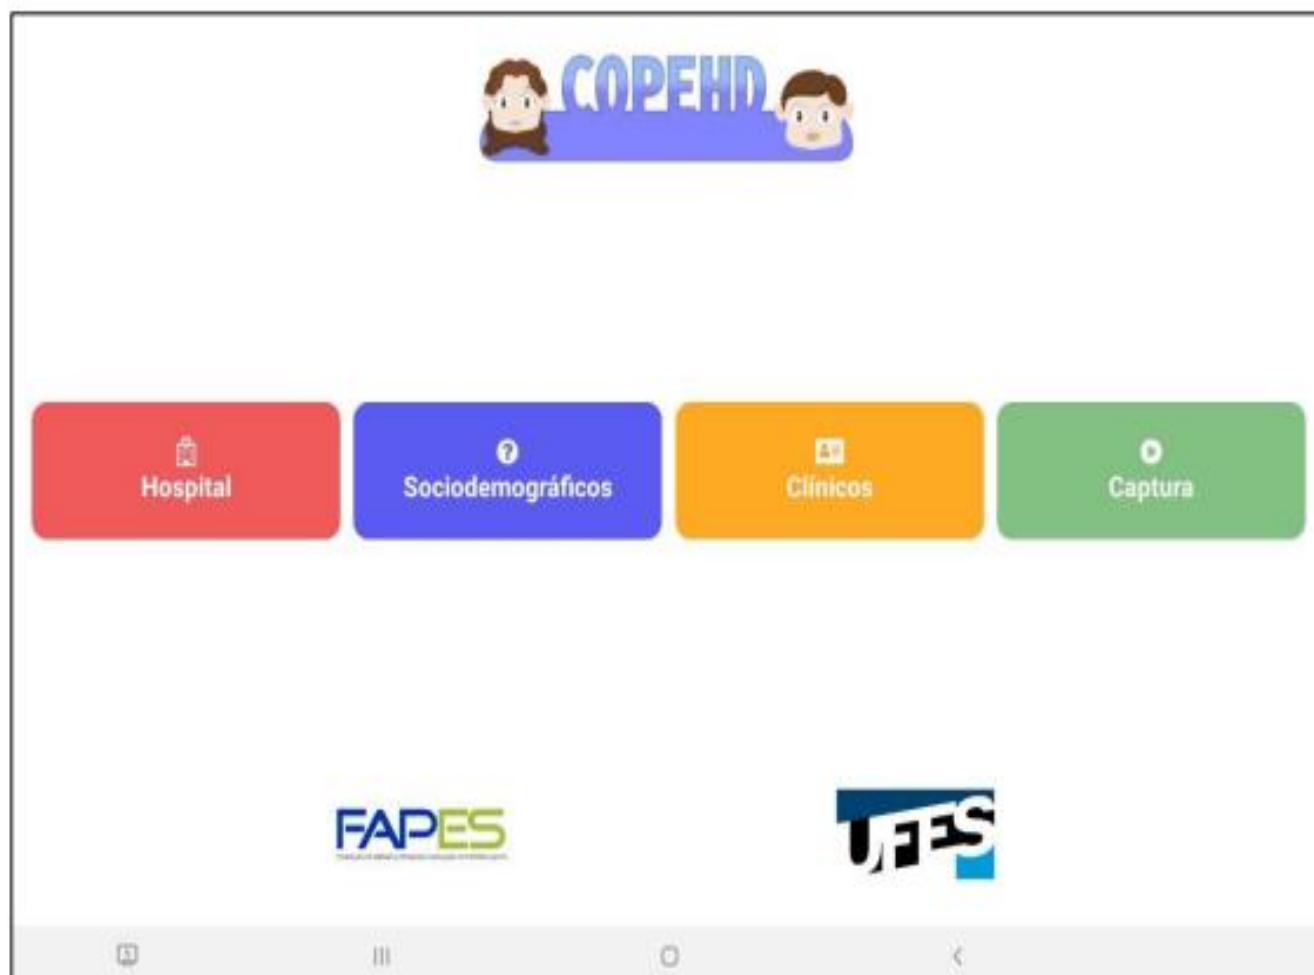 COPEHD
Hospital
Sociodemográficos
Clínicos
Captura
FAPES
UFES